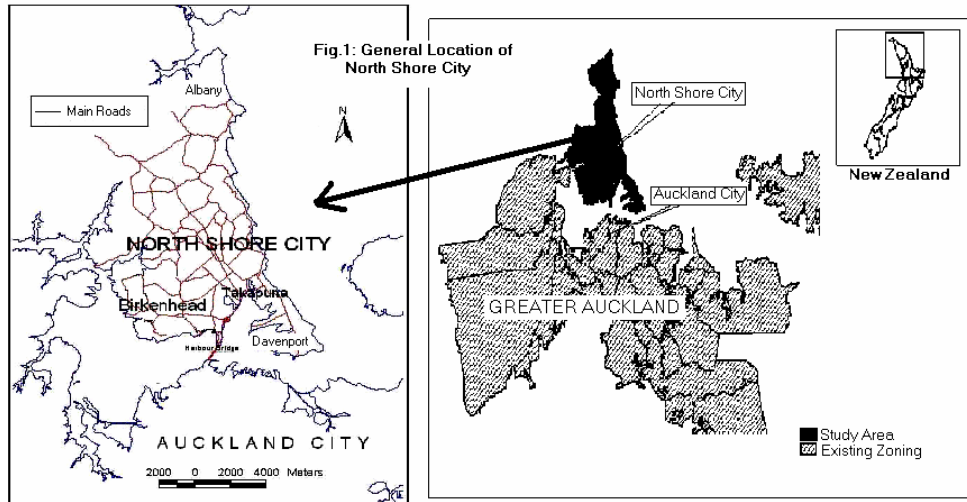 Fig.1: General Location of
North Shore City
Albany
Main Roads
N
NORTH SHORE CITY
Birkenhead
Takapuna
Davenport
Harbour Bridge
AUCKLAND CITY
2000 0 2000 4000 Meters
North Shore City
Auckland City
GREATER AUCKLAND
New Zealand
Study Area
Existing Zoning